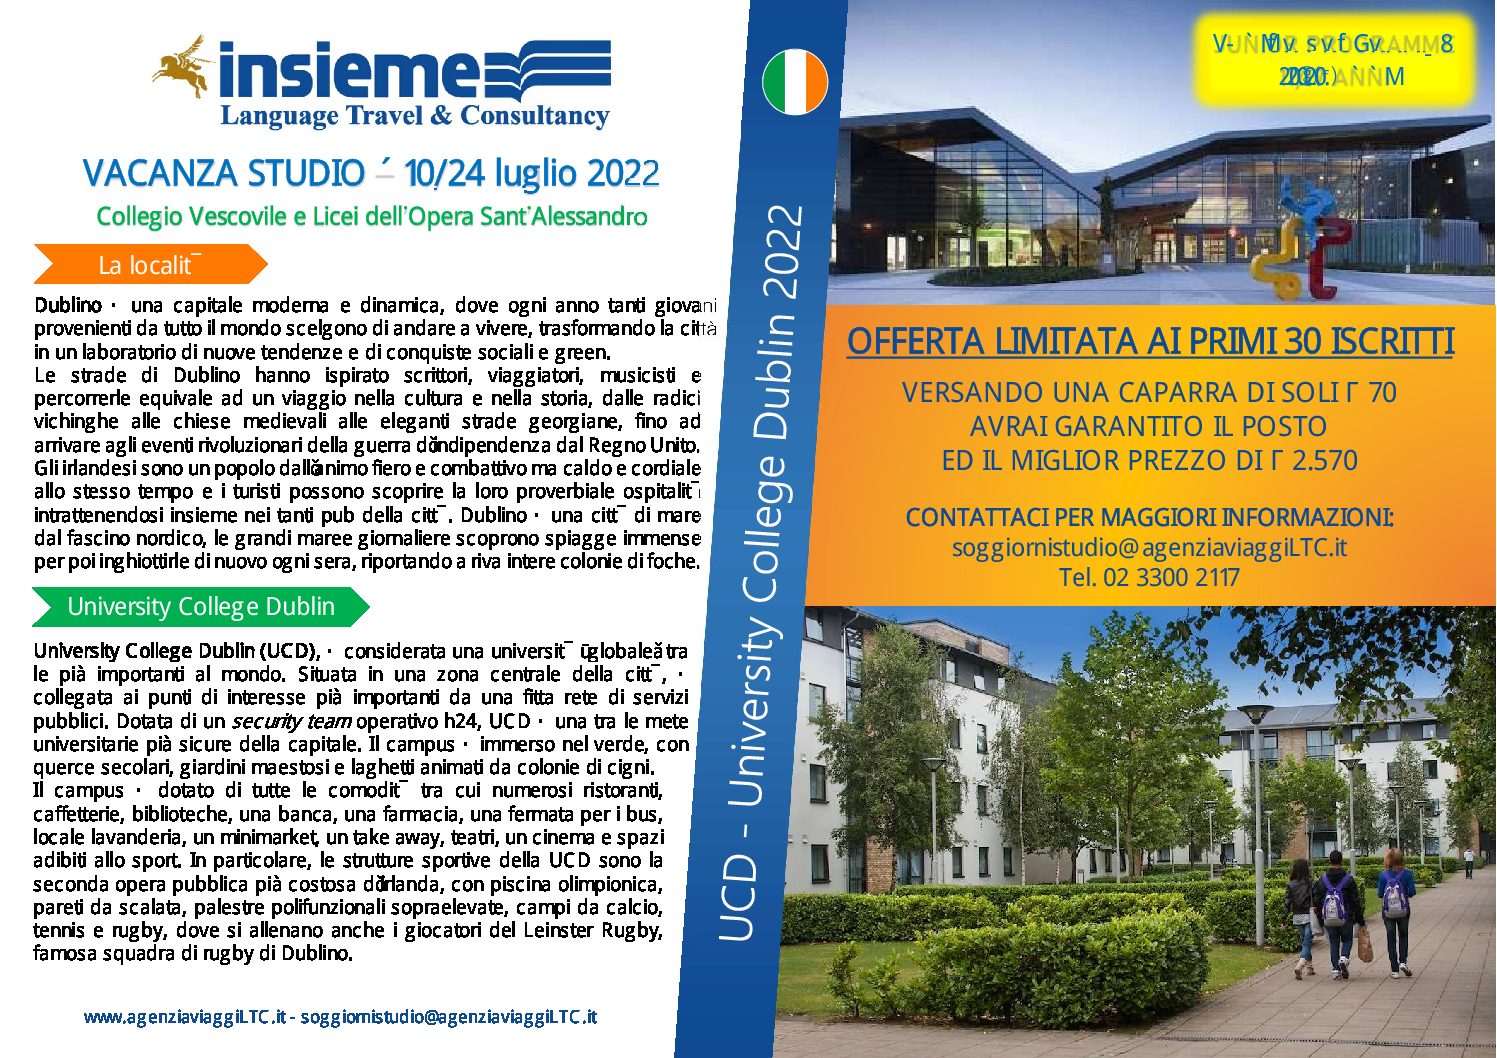 insieme
Language Travel & Consultancy
VACANZA STUDIO – 10/24 luglio 2022
Collegio Vescovile e Licei dell'Opera Sant'Alessandro
La localit¯
Dublino · una capitale moderna e dinamica, dove ogni anno tanti giovani
provenienti da tutto il mondo scelgono di andare a vivere, trasformando la città
in un laboratorio di nuove tendenze e di conquiste sociali e green.
Le strade di Dublino hanno ispirato scrittori, viaggiatori, musicisti e
percorrerle equivale ad un viaggio nella cultura e nella storia, dalle radici
vichinghe alle chiese medievali alle eleganti strade georgiane, fino ad
arrivare agli eventi rivoluzionari della guerra dǒindipendenza dal Regno Unito.
Gli irlandesi sono un popolo dallǒanimo fiero e combattivo ma caldo e cordiale
allo stesso tempo e i turisti possono scoprire la loro proverbiale ospitalit¯
intrattenendosi insieme nei tanti pub della citt¯. Dublino · una citt¯ di mare
dal fascino nordico, le grandi maree giornaliere scoprono spiagge immense
per poi inghiottirle di nuovo ogni sera, riportando a riva intere colonie di foche.
University College Dublin
University College Dublin (UCD), · considerata una universit¯ ūglobaleǎ tra
le pià importanti al mondo. Situata in una zona centrale della citt¯, ·
collegata ai punti di interesse pià importanti da una fitta rete di servizi
pubblici. Dotata di un security team operativo h24, UCD · una tra le mete
universitarie pià sicure della capitale. Il campus · immerso nel verde, con
querce secolari, giardini maestosi e laghetti animati da colonie di cigni.
Il campus · dotato di tutte le comodit¯ tra cui numerosi ristoranti,
caffetterie, biblioteche, una banca, una farmacia, una fermata per i bus,
locale lavanderia, un minimarket, un take away, teatri, un cinema e spazi
adibiti allo sport. In particolare, le strutture sportive della UCD sono la
seconda opera pubblica pià costosa dǒIrlanda, con piscina olimpionica,
pareti da scalata, palestre polifunzionali sopraelevate, campi da calcio,
tennis e rugby, dove si allenano anche i giocatori del Leinster Rugby,
famosa squadra di rugby di Dublino.
www.agenziaviaggiLTC.it - soggiornistudio@agenziaviaggiLTC.it
UCD - University College Dublin 2022
OFFERTA LIMITATA AI PRIMI 30 ISCRITTI
VERSANDO UNA CAPARRA DI SOLI Γ 70
AVRAI GARANTITO IL POSTO
ED IL MIGLIOR PREZZO DI Γ 2.570
CONTATTACI PER MAGGIORI INFORMAZIONI:
soggiornistudio@agenziaviaggiLTC.it
Tel. 02 3300 2117